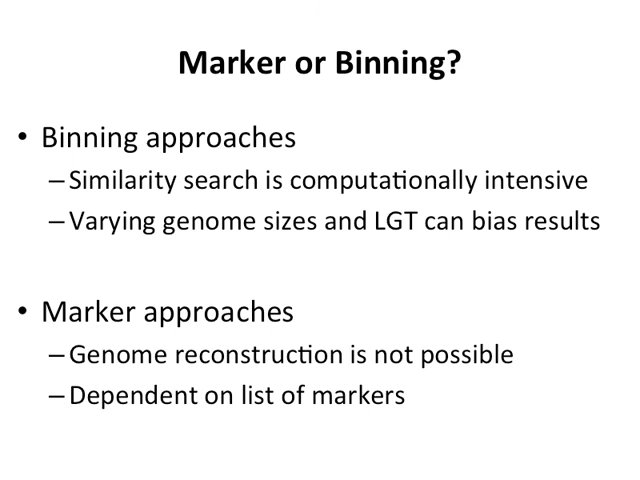 Marker or Binning?
• Binning approaches
– Similarity search is computationally intensive
– Varying genome sizes and LGT can bias results
• Marker approaches
– Genome reconstruction is not possible
– Dependent on list of markers